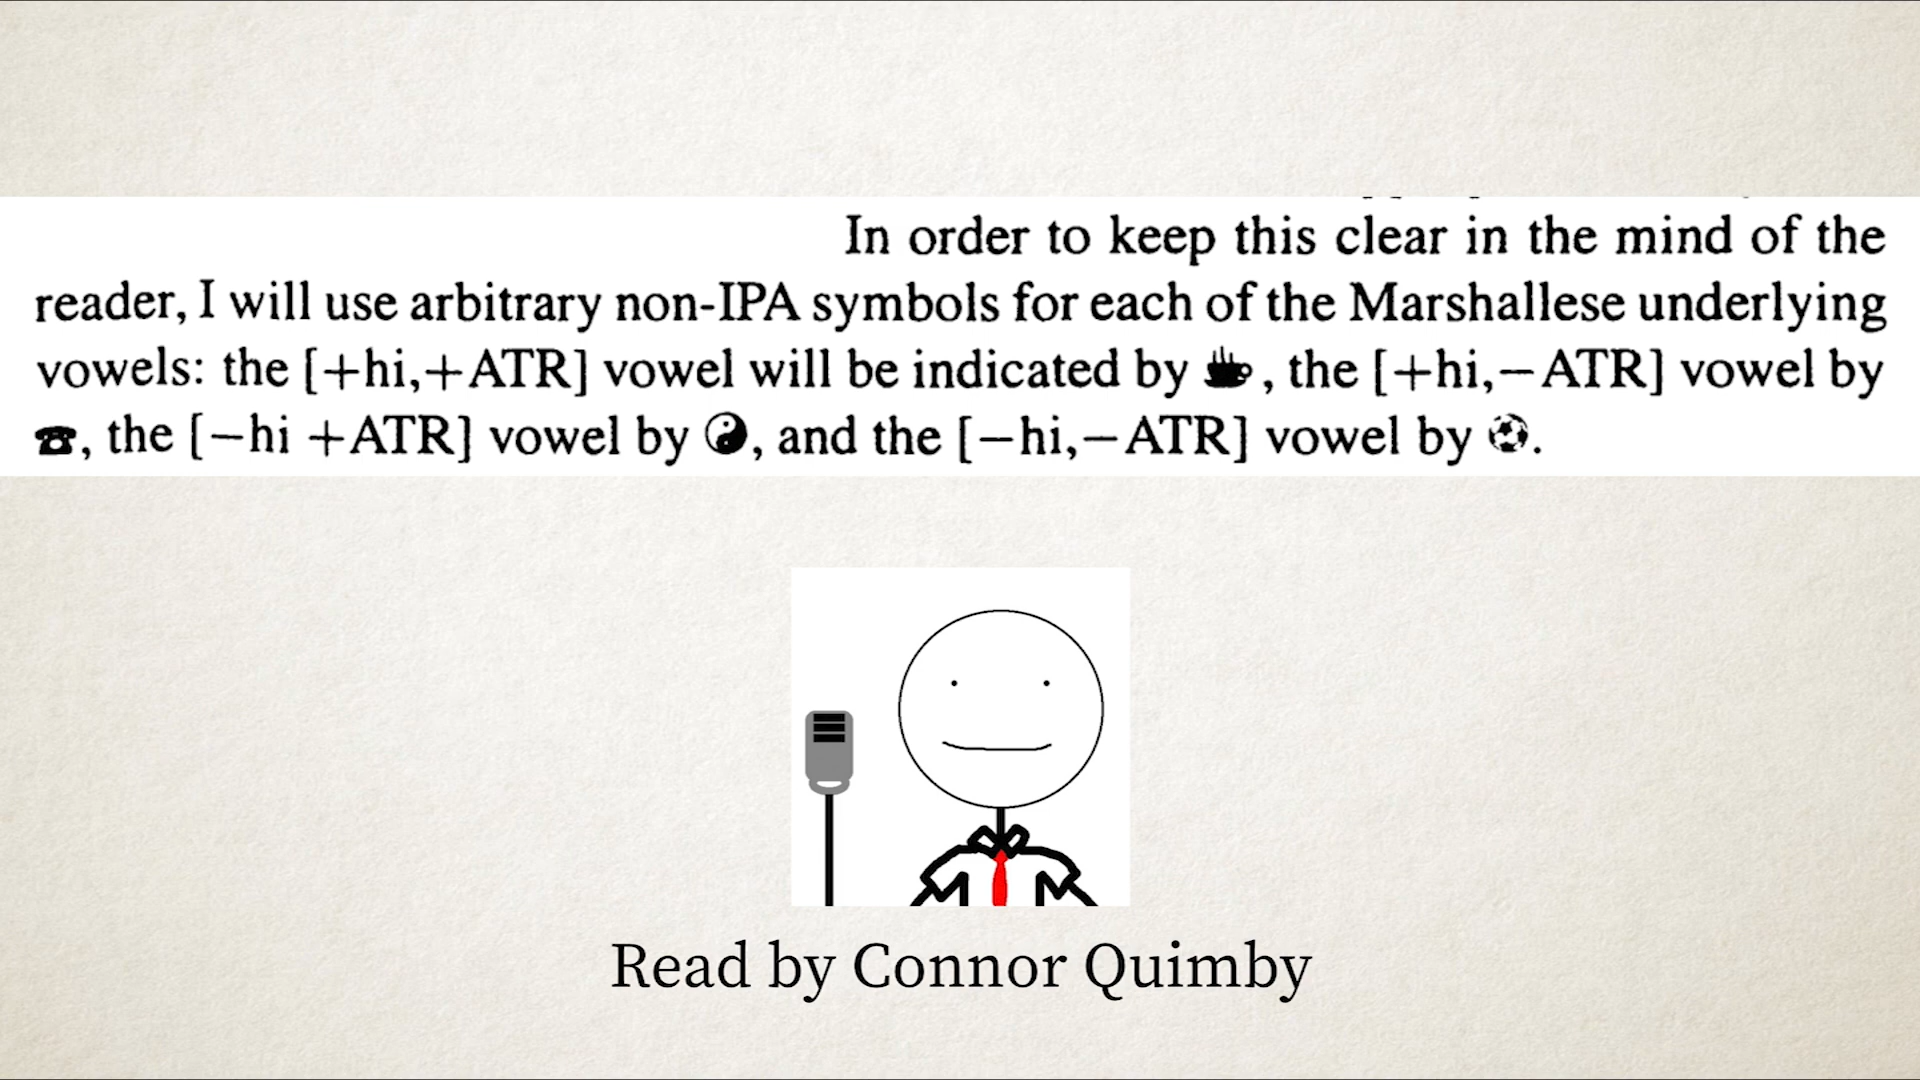 In order to keep this clear in the mind of the
reader, I will use arbitrary non-IPA symbols for each of the Marshallese underlying
vowels: the [+hi,+ATR] vowel will be indicated by ☕, the [+hi,−ATR] vowel by
☎, the [−hi +ATR] vowel by ☯, and the [−hi,−ATR] vowel by ⚽.
Read by Connor Quimby